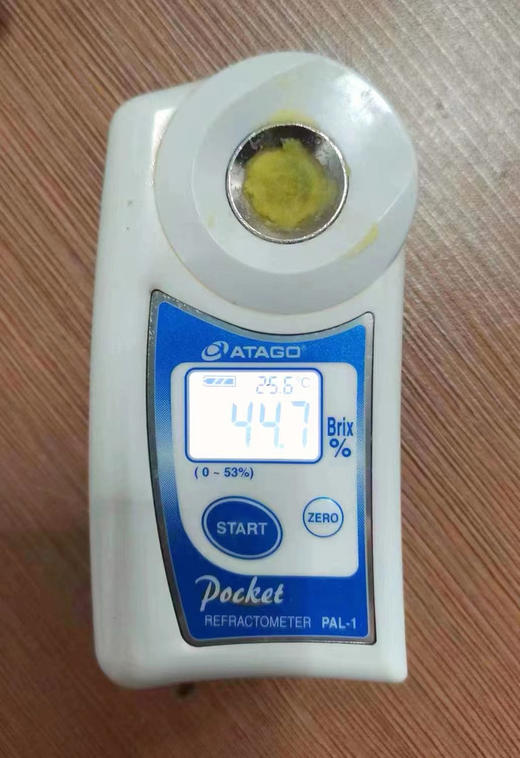 ATAGO®
25.6°C
44.7
Brix
%
( 0 ~ 53%)
START
ZERO
Pocket
REFRACTOMETER PAL-1